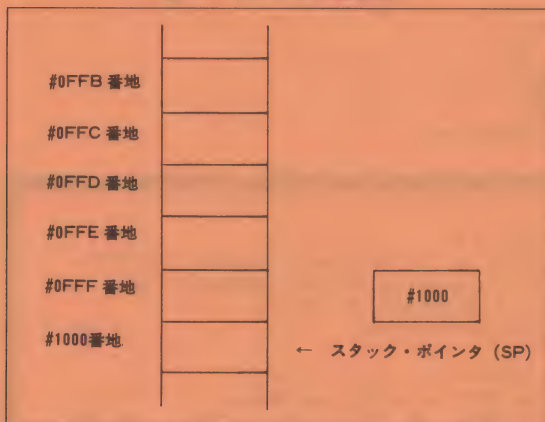 #0FFB 番地
#0FFC 番地
#0FFD 番地
#0FFE 番地
#0FFF 番地
#1000
#1000番地.
← スタック・ポインタ (SP)